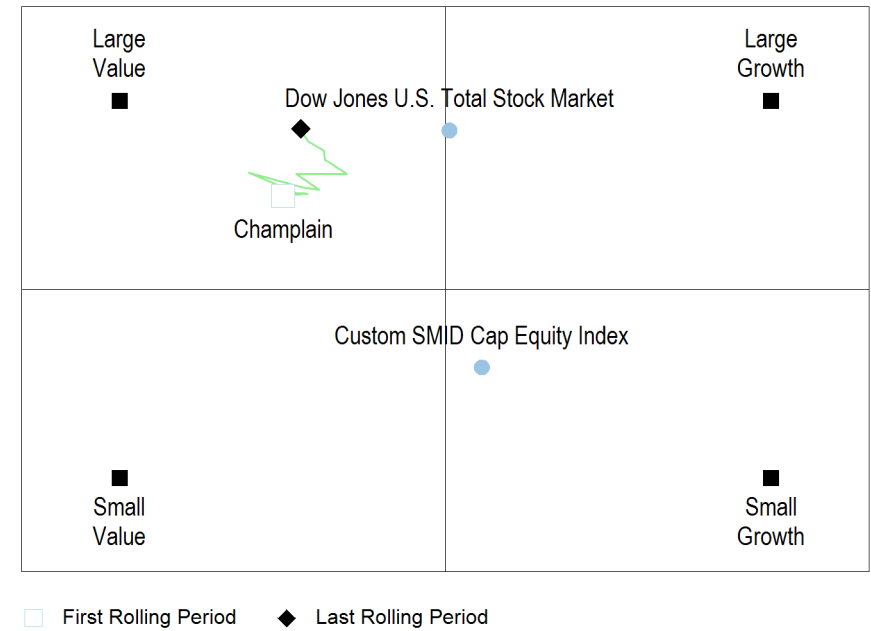 Large
Value
Large
Growth
Dow Jones U.S. Total Stock Market
Champlain
Custom SMID Cap Equity Index
Small
Value
Small
Growth
First Rolling Period
Last Rolling Period